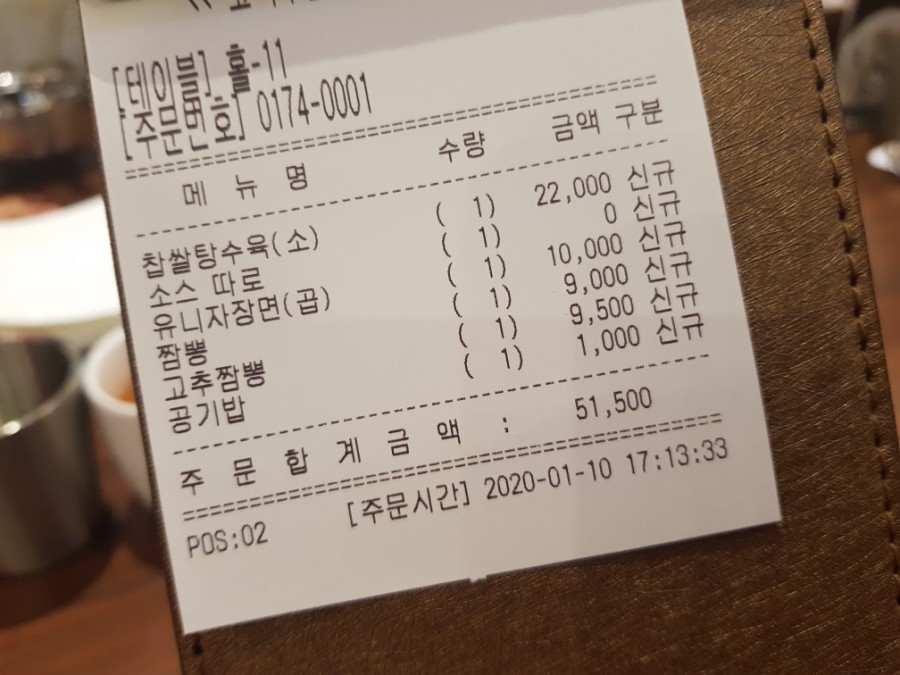 [테이블] 홀-11
[주문번호] 0174-0001
메 뉴 명 수량 금액 구분
찹쌀탕수육(소) ( 1) 22,000 신규
소스 따로 ( 1) 0 신규
유니자장면(곱) ( 1) 10,000 신규
짬뽕 ( 1) 9,000 신규
고추짬뽕 ( 1) 9,500 신규
공기밥 ( 1) 1,000 신규
주 문 합 계 금 액 : 51,500
[주문시간] 2020-01-10 17:13:33
POS:02